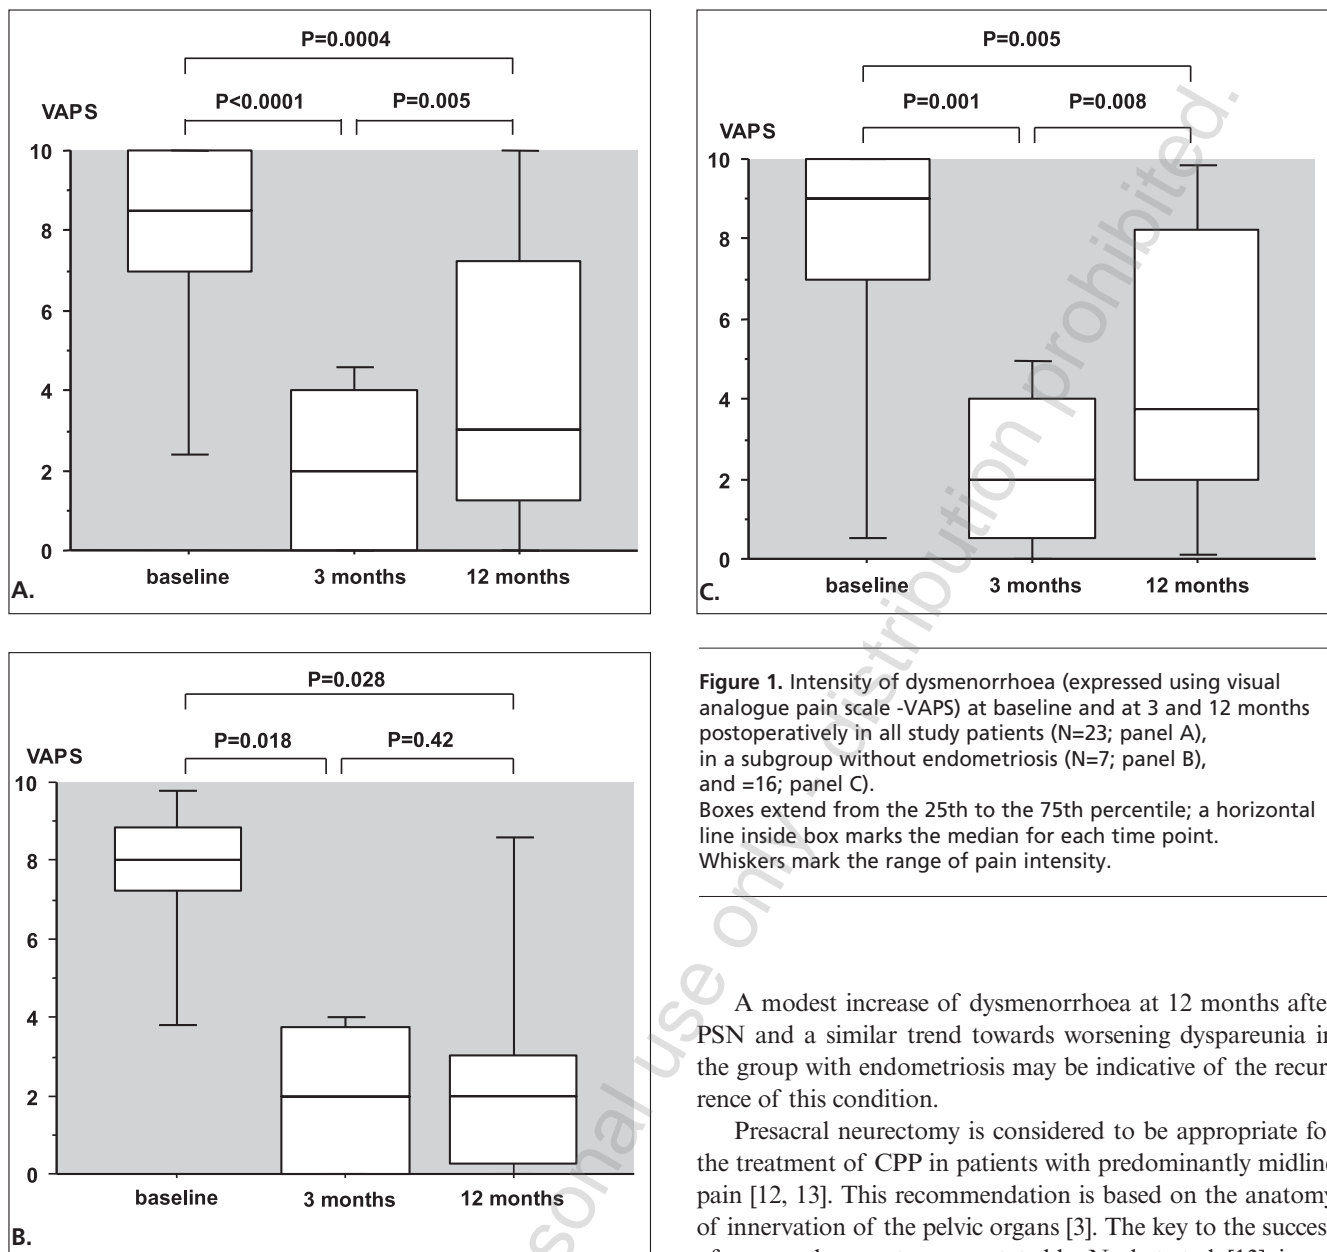 P=0.0004
P<0.0001 P=0.005
VAPS
10
8
6
4
2
0
baseline 3 months 12 months
A.
P=0.028
P=0.018 P=0.42
VAPS
10
8
6
4
2
0
baseline 3 months 12 months
B.
P=0.005
P=0.001 P=0.008
VAPS
10
8
6
4
2
0
baseline 3 months 12 months
C.
Figure 1. Intensity of dysmenorrhoea (expressed using visual
analogue pain scale -VAPS) at baseline and at 3 and 12 months
postoperatively in all study patients (N=23; panel A),
in a subgroup without endometriosis (N=7; panel B),
and =16; panel C).
Boxes extend from the 25th to the 75th percentile; a horizontal
line inside box marks the median for each time point.
Whiskers mark the range of pain intensity.
A modest increase of dysmenorrhoea at 12 months afte
PSN and a similar trend towards worsening dyspareunia in
the group with endometriosis may be indicative of the recur
rence of this condition.
Presacral neurectomy is considered to be appropriate fo
the treatment of CPP in patients with predominantly midline
pain [12, 13]. This recommendation is based on the anatomy
of innervation of the pelvic organs [3]. The key to the succes
sonal use only - distribution prohibited.